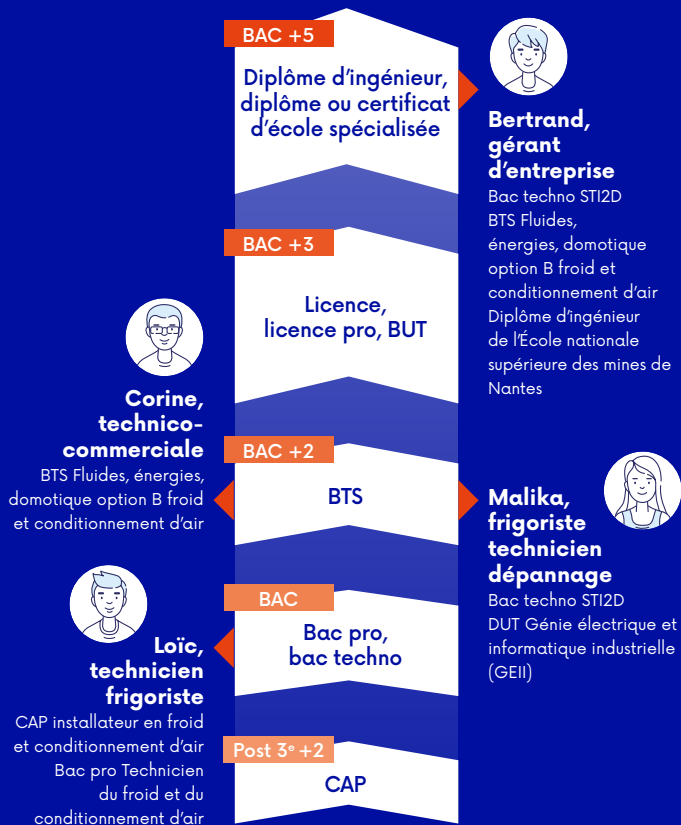 BAC +5
Diplôme d’ingénieur,
diplôme ou certificat
d’école spécialisée
Bertrand,
gérant
d’entreprise
Bac techno STI2D
BTS Fluides,
énergies, domotique
option B froid et
conditionnement d’air
Diplôme d’ingénieur
de l’École nationale
supérieure des mines de
Nantes
BAC +3
Licence,
licence pro, BUT
Corine,
technico-
commerciale
BTS Fluides, énergies,
domotique option B froid
et conditionnement d’air
BAC +2
BTS
Malika,
frigoriste
technicien
dépannage
Bac techno STI2D
DUT Génie électrique et
informatique industrielle
(GEII)
BAC
Bac pro,
bac techno
Loïc,
technicien
frigoriste
CAP installateur en froid
et conditionnement d’air
Bac pro Technicien
du froid et du
conditionnement d’air
Post 3ᵉ +2
CAP